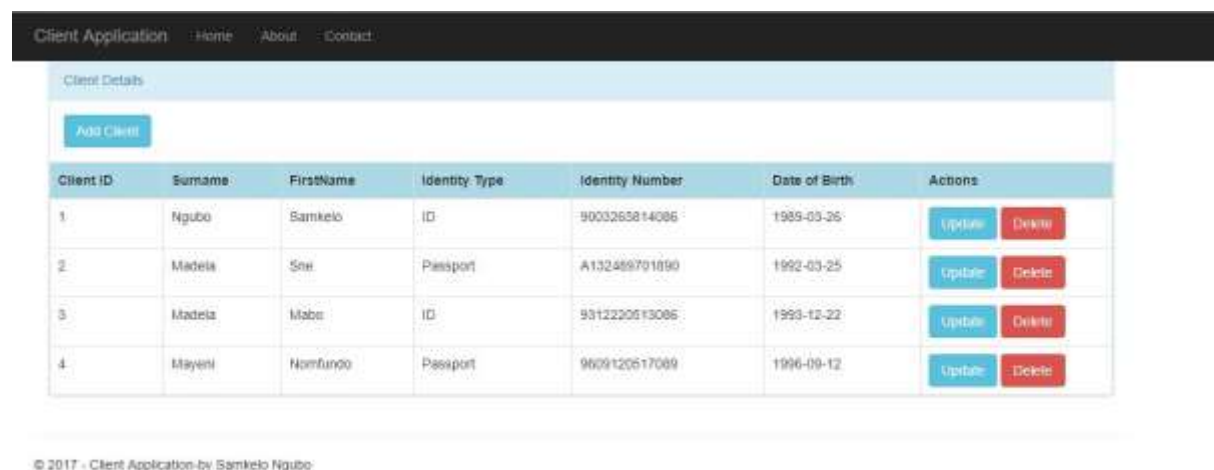 Client Application Home About Contact
Client Details
Add Client
Client ID Surname FirstName Identity Type Identity Number Date of Birth Actions
1 Ngubo Samkelo ID 9003265814086 1989-03-26 Update Delete
2 Madela Sne Passport A132469701890 1992-03-25 Update Delete
3 Madela Mabo ID 9312220513086 1993-12-22 Update Delete
4 Mayeni Nomfundo Passport 9609120517089 1996-09-12 Update Delete
© 2017 - Client Application-by Samkelo Ngubo